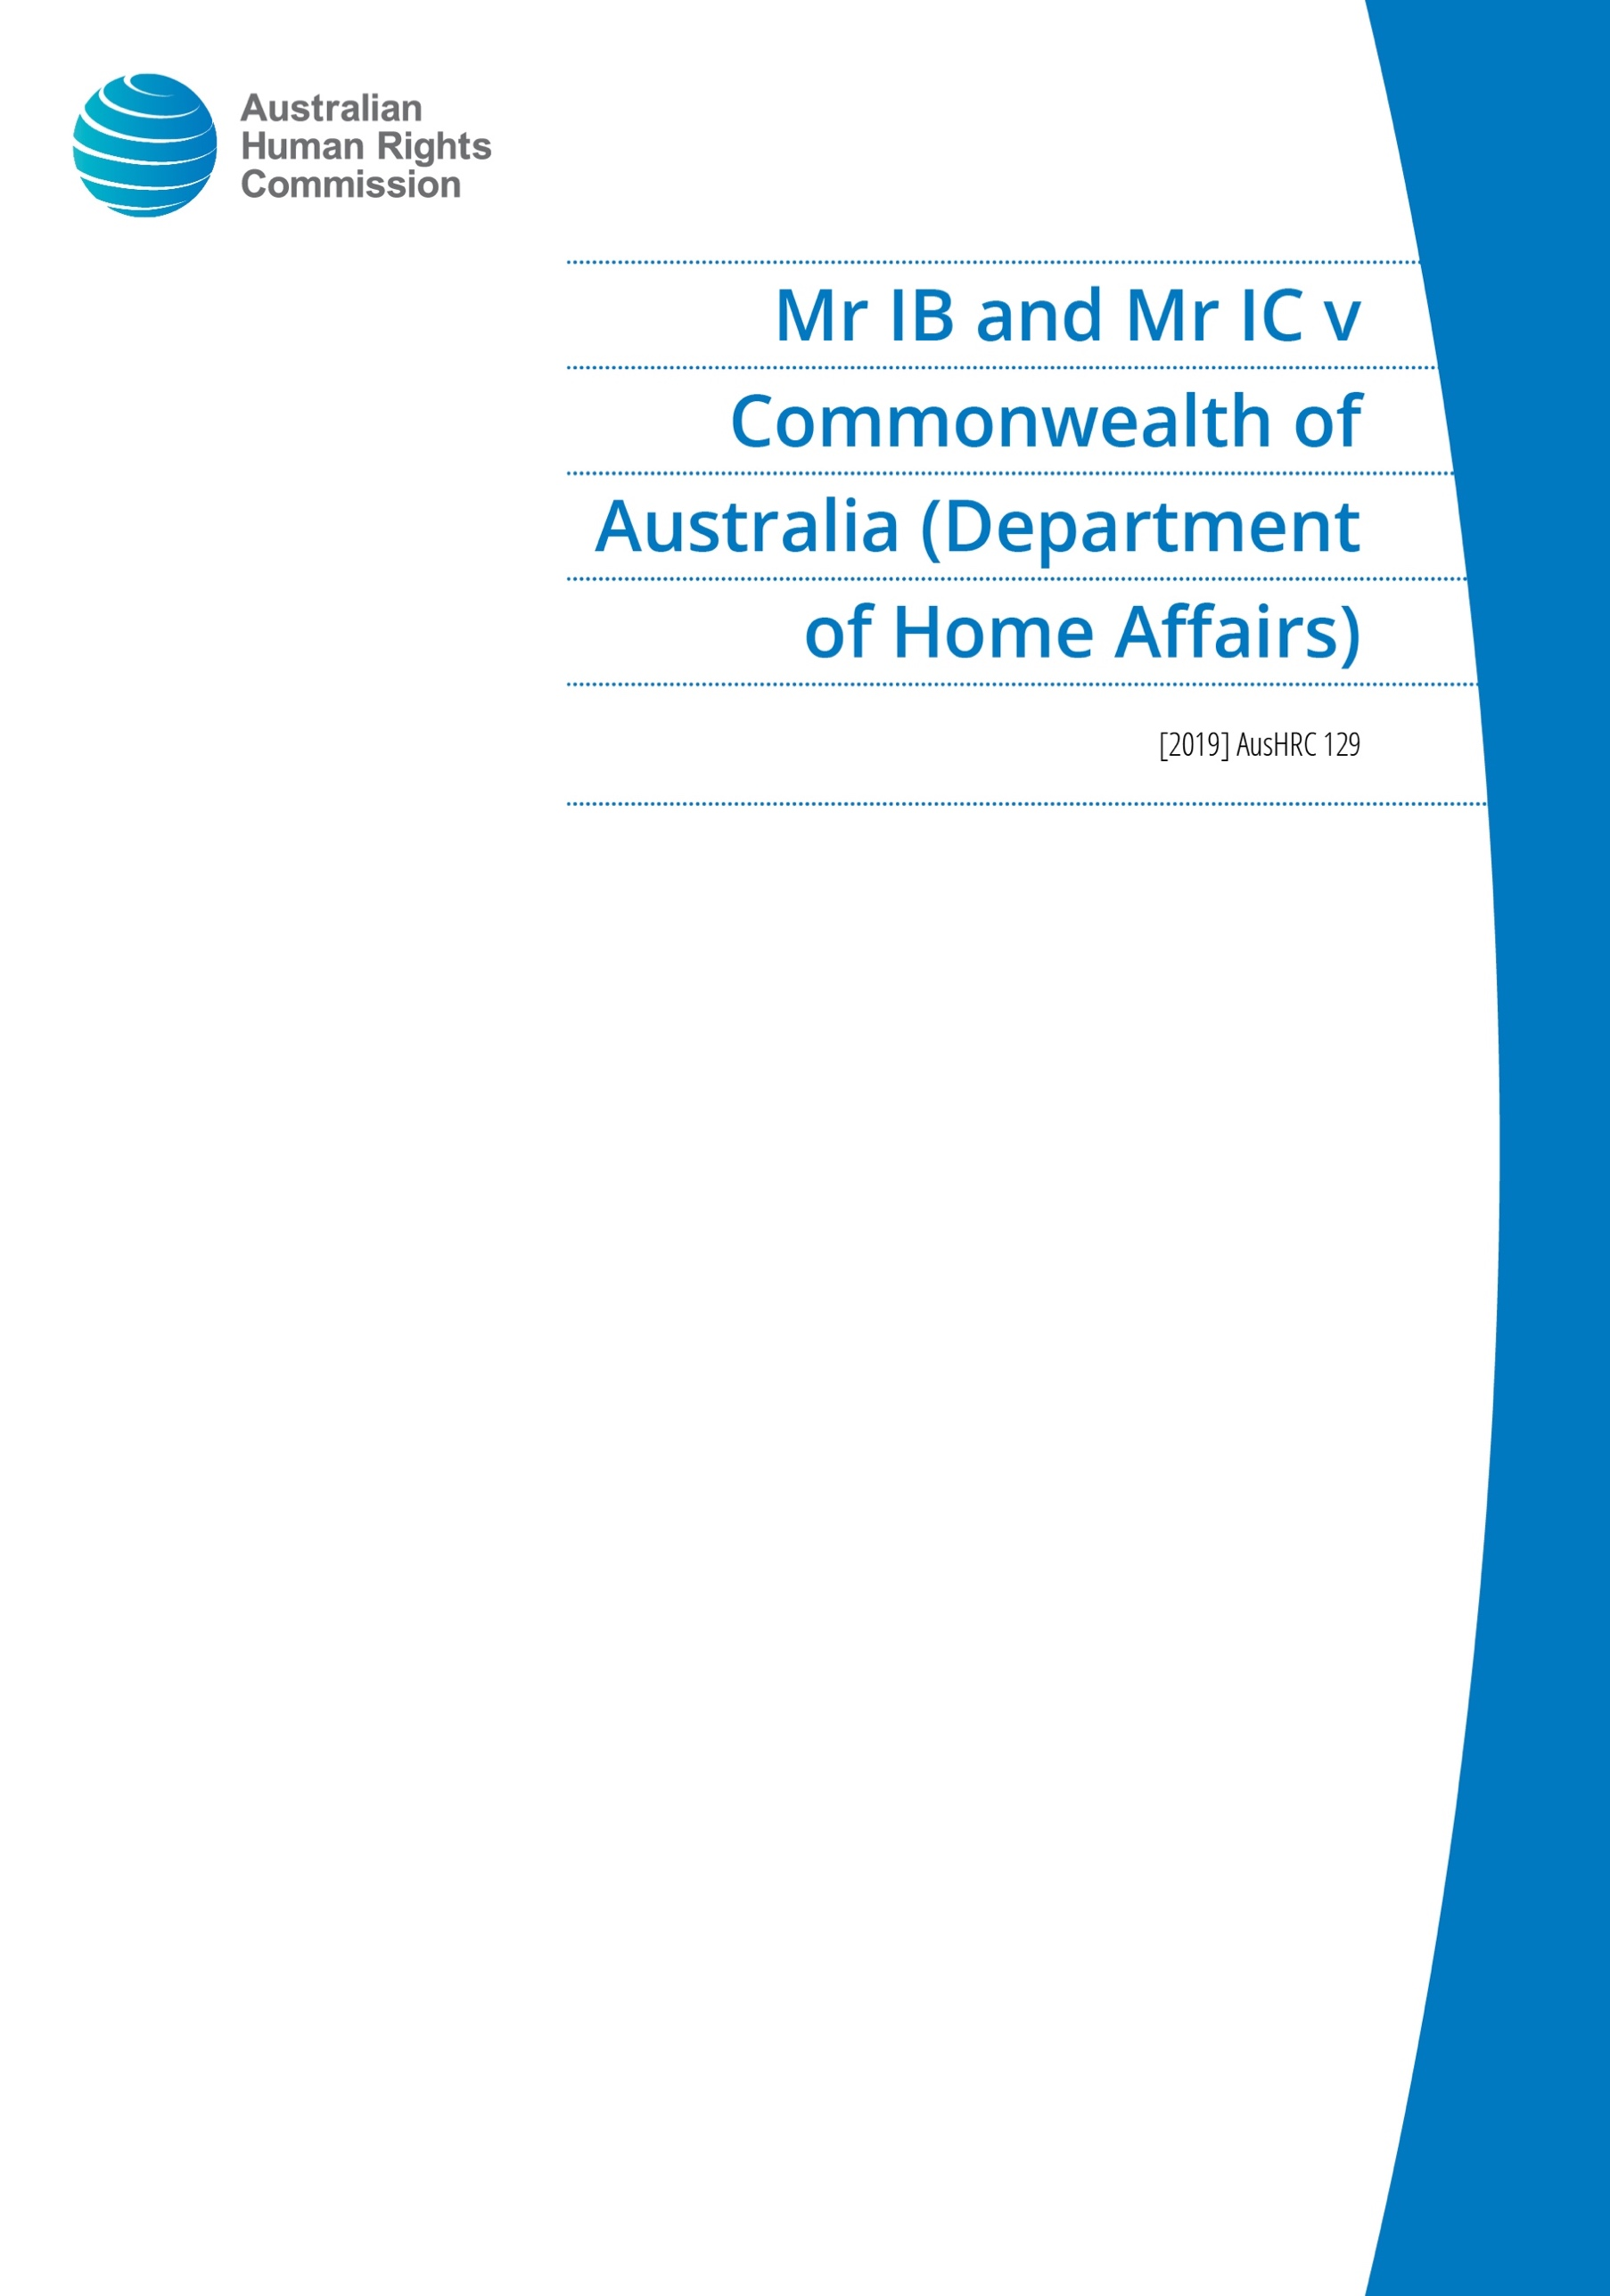 Australian
Human Rights
Commission
Mr IB and Mr IC v
Commonwealth of
Australia (Department
of Home Affairs)
[2019] AusHRC 129